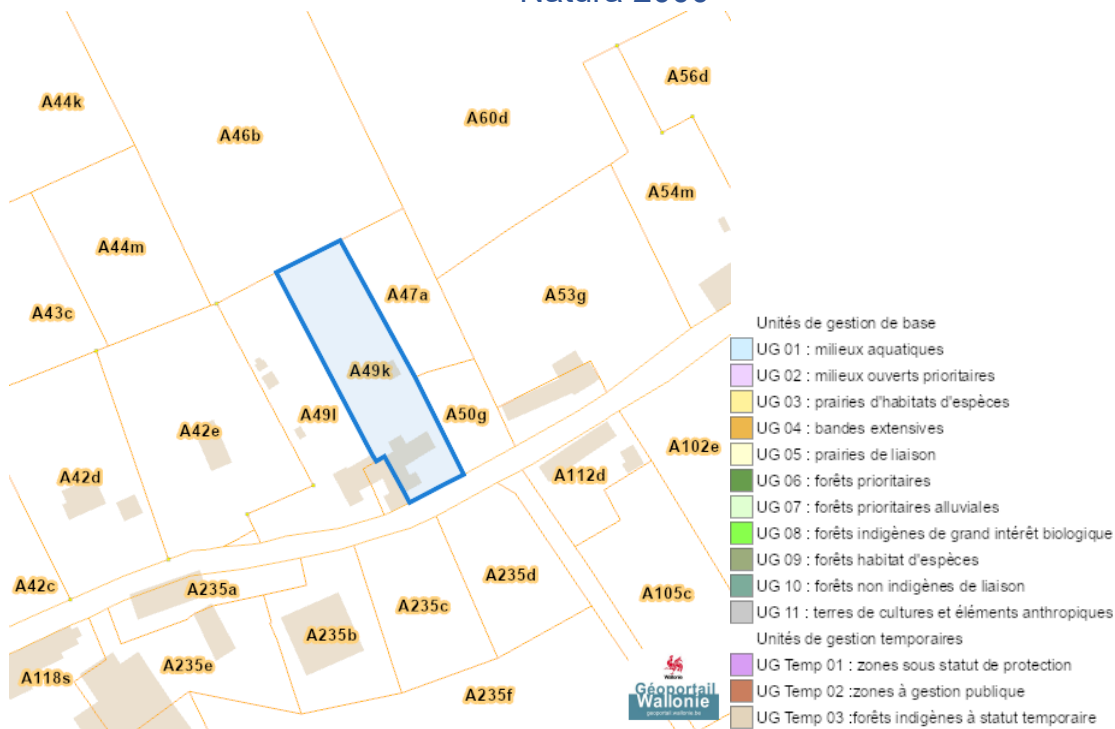 Natura 2000
A56d
A44k
A60d
A46b
A54m
A44m
A47a
A53g
A43c
A49k
A49l
A50g
A42e
A102e
A42d
A112d
A235d
A42c
A235a
A235c
A105c
A235b
A235e
A118s
A235f
Wallonie
Géoportail
Wallonie
geoportail.wallonie.be
Unités de gestion de base
UG 01 : milieux aquatiques
UG 02 : milieux ouverts prioritaires
UG 03 : prairies d'habitats d'espèces
UG 04 : bandes extensives
UG 05 : prairies de liaison
UG 06 : forêts prioritaires
UG 07 : forêts prioritaires alluviales
UG 08 : forêts indigènes de grand intérêt biologique
UG 09 : forêts habitat d'espèces
UG 10 : forêts non indigènes de liaison
UG 11 : terres de cultures et éléments anthropiques
Unités de gestion temporaires
UG Temp 01 : zones sous statut de protection
UG Temp 02 :zones à gestion publique
UG Temp 03 :forêts indigènes à statut temporaire